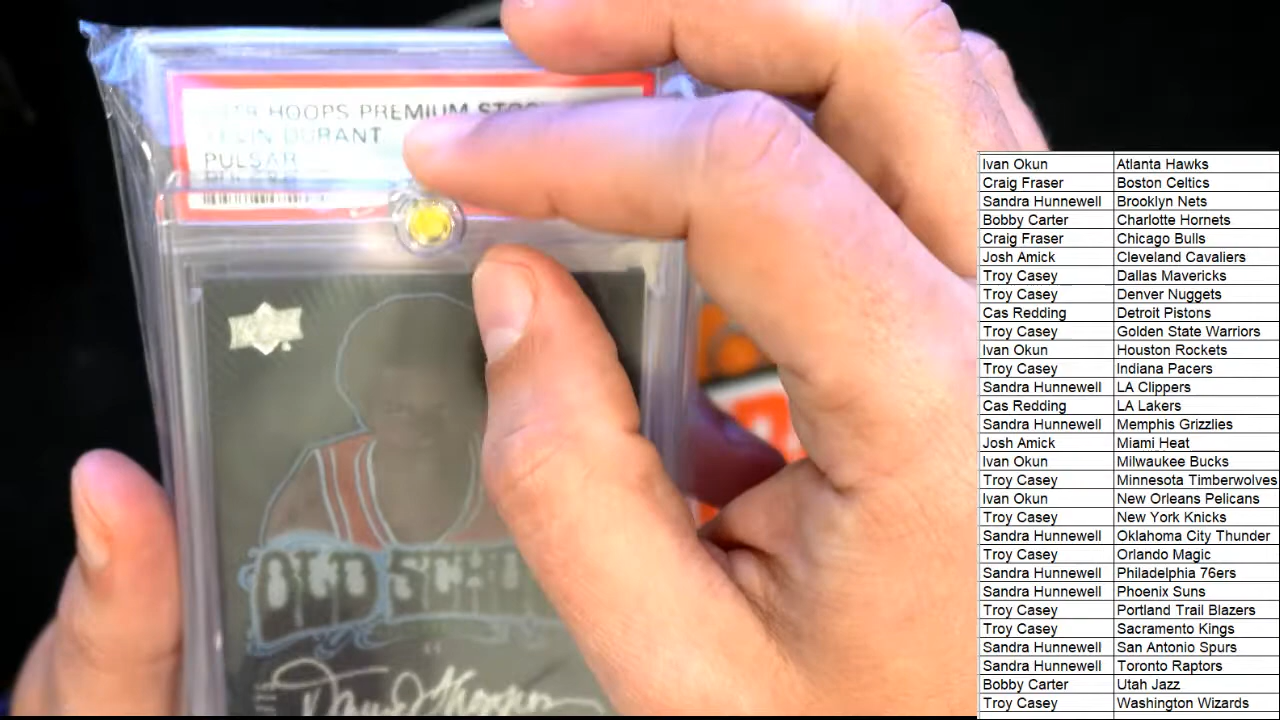 HOOPS PREMIUM
DURANT
PULSAR
OLD
Ivan Okun Atlanta Hawks
Craig Fraser Boston Celtics
Sandra Hunnewell Brooklyn Nets
Bobby Carter Charlotte Hornets
Craig Fraser Chicago Bulls
Josh Amick Cleveland Cavaliers
Troy Casey Dallas Mavericks
Troy Casey Denver Nuggets
Cas Redding Detroit Pistons
Troy Casey Golden State Warriors
Ivan Okun Houston Rockets
Troy Casey Indiana Pacers
Sandra Hunnewell LA Clippers
Cas Redding LA Lakers
Sandra Hunnewell Memphis Grizzlies
Josh Amick Miami Heat
Ivan Okun Milwaukee Bucks
Troy Casey Minnesota Timberwolves
Ivan Okun New Orleans Pelicans
Troy Casey New York Knicks
Sandra Hunnewell Oklahoma City Thunder
Troy Casey Orlando Magic
Sandra Hunnewell Philadelphia 76ers
Sandra Hunnewell Phoenix Suns
Troy Casey Portland Trail Blazers
Troy Casey Sacramento Kings
Sandra Hunnewell San Antonio Spurs
Sandra Hunnewell Toronto Raptors
Bobby Carter Utah Jazz
Troy Casey Washington Wizards